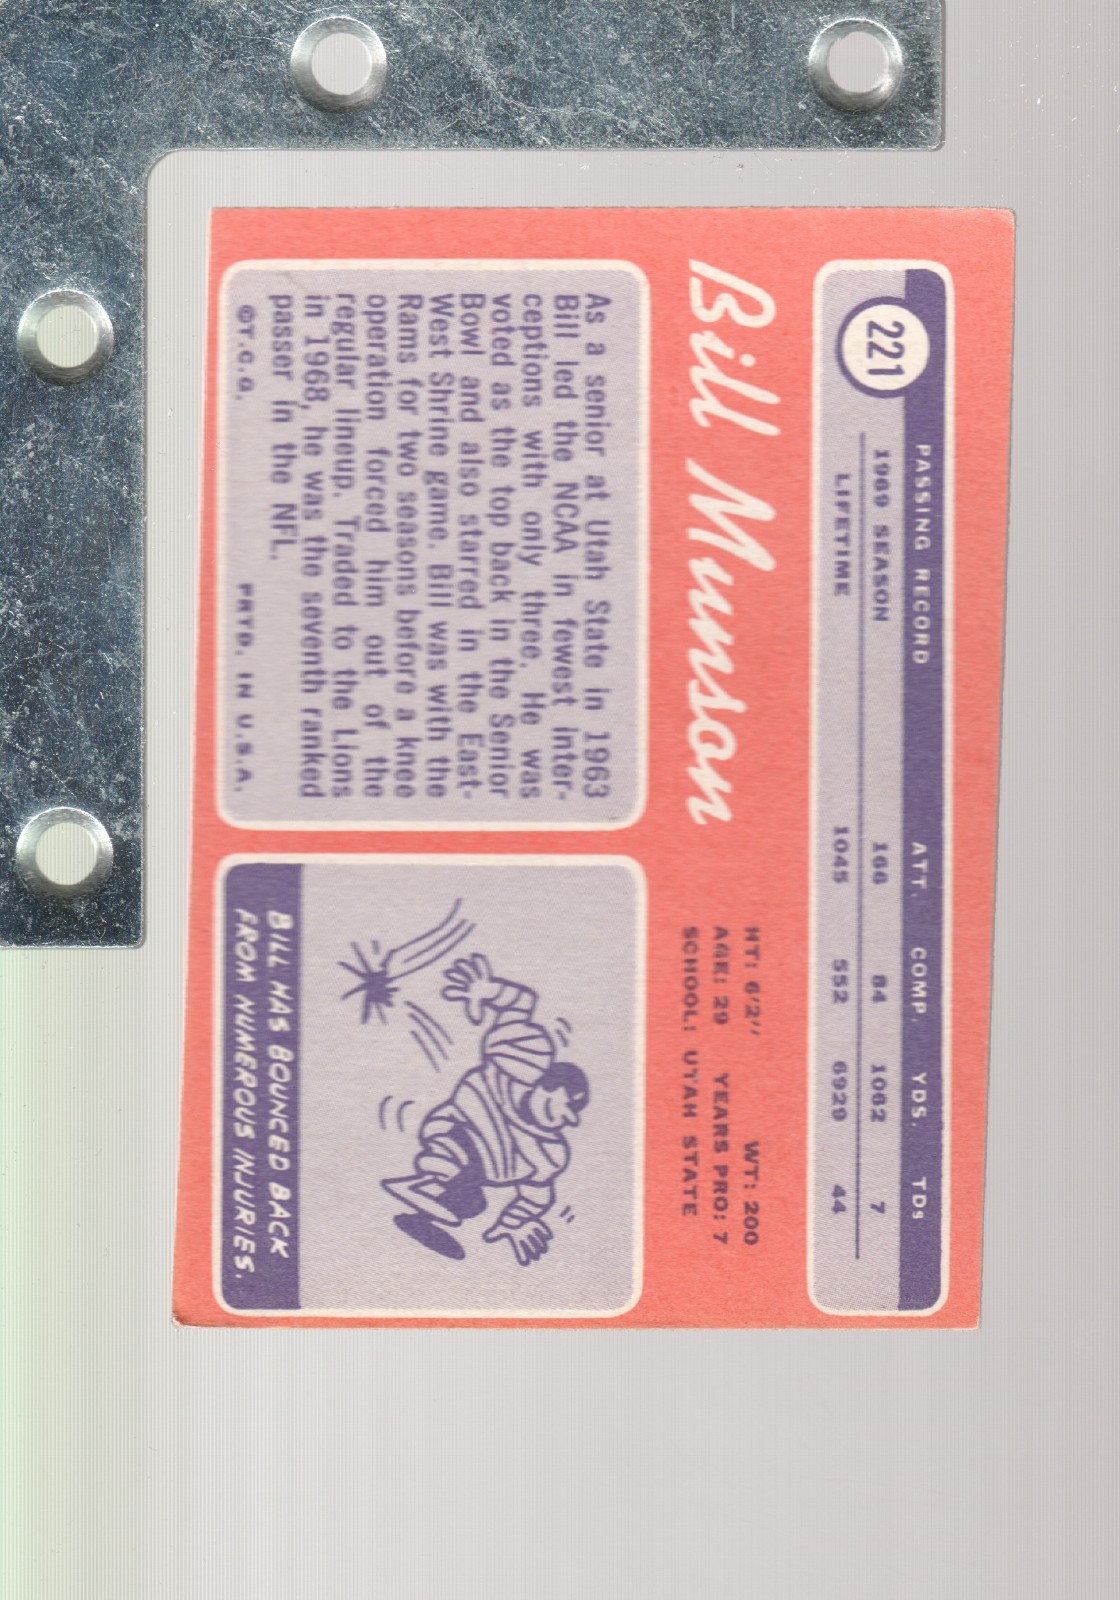 221
PASSING RECORD ATT. COMP. YDS. TDs
1969 SEASON 166 84 1062 7
LIFETIME 1045 552 6929 44
Bill Munson
HT: 6'2" WT: 200
AGE: 29 YEARS PRO: 7
SCHOOL: UTAH STATE
As a senior at Utah State in 1963
Bill led the NCAA in fewest inter-
ceptions with only three. He was
voted as the top back in the Senior
Bowl and also starred in the East-
West Shrine game. Bill was with the
Rams for two seasons before a knee
operation forced him out of the
regular lineup. Traded to the Lions
in 1968, he was the seventh ranked
passer in the NFL.
©T.C.G. PRTD. IN U.S.A.
BILL HAS BOUNCED BACK
FROM NUMEROUS INJURIES.